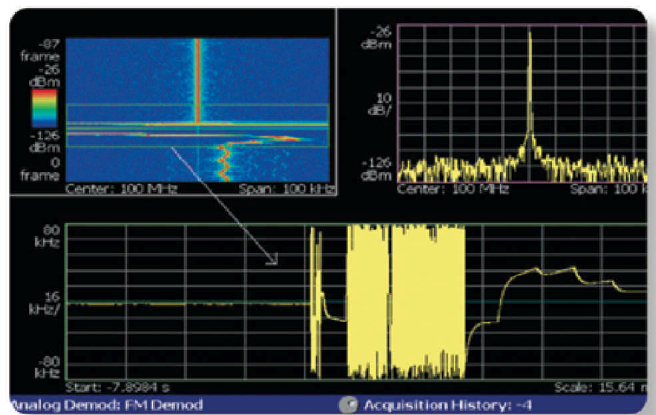 -87
frame
-26
dBm
-126
dBm
0
frame
Center: 100 MHz Span: 100 kHz
-26
dBm
10
dB/
-126
dBm
Center: 100 MHz Span: 100 k
80
kHz
16
kHz/
-80
kHz
Start: -7.8984 s Scale: 15.64
Analog Demod: FM Demod Acquisition History: -4